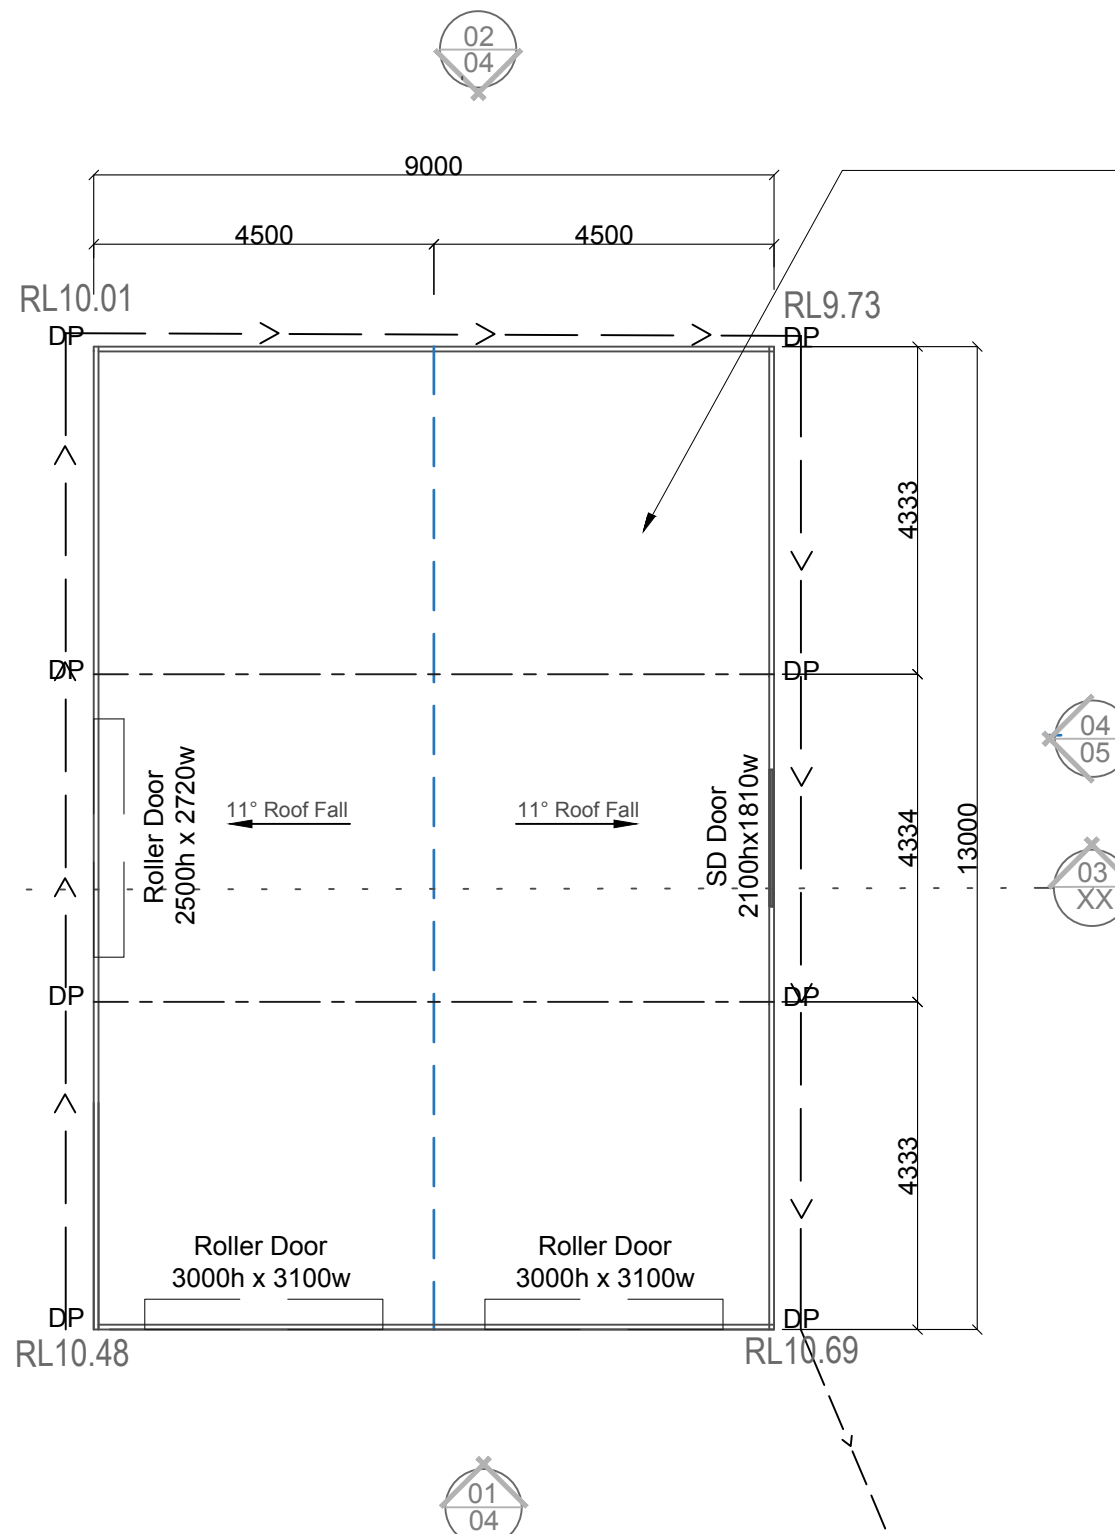 02
04
9000
4500
4500
RL10.01
RL9.73
DP
DP
4333
DP
DP
04
05
Roller Door
2500h x 2720w
11° Roof Fall
11° Roof Fall
SD Door
2100hx1810w
4334
13000
03
XX
DP
DP
4333
Roller Door
3000h x 3100w
Roller Door
3000h x 3100w
DP
DP
RL10.48
RL10.69
01
04